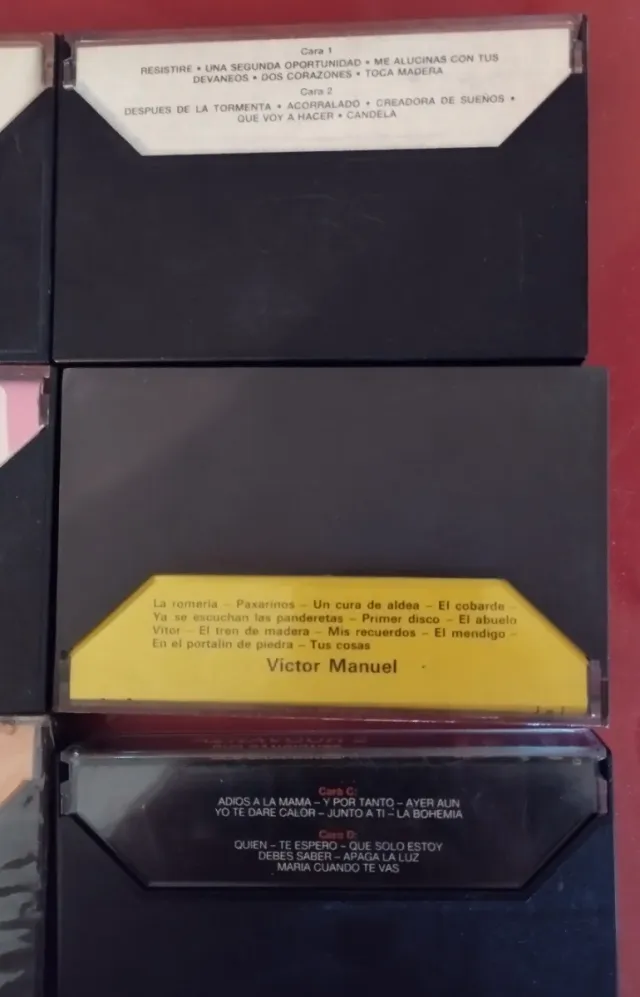 Cara 1
RESISTIRE • UNA SEGUNDA OPORTUNIDAD • ME ALUCINAS CON TUS
DEVANEOS • DOS CORAZONES • TOCA MADERA
Cara 2
DESPUES DE LA TORMENTA • ACORRALADO • CREADORA DE SUEÑOS •
QUE VOY A HACER • CANDELA
La romería – Paxarinos – Un cura de aldea – El cobarde –
Ya se escuchan las panderetas – Primer disco – El abuelo
Vitor – El tren de madera – Mis recuerdos – El mendigo –
En el portalín de piedra – Tus cosas
Víctor Manuel
Cara C:
ADIOS A LA MAMA – Y POR TANTO – AYER AUN
YO TE DARE CALOR – JUNTO A TI – LA BOHEMIA
Cara D:
QUIEN – TE ESPERO – QUE SOLO ESTOY
DEBES SABER – APAGA LA LUZ
MARIA CUANDO TE VAS